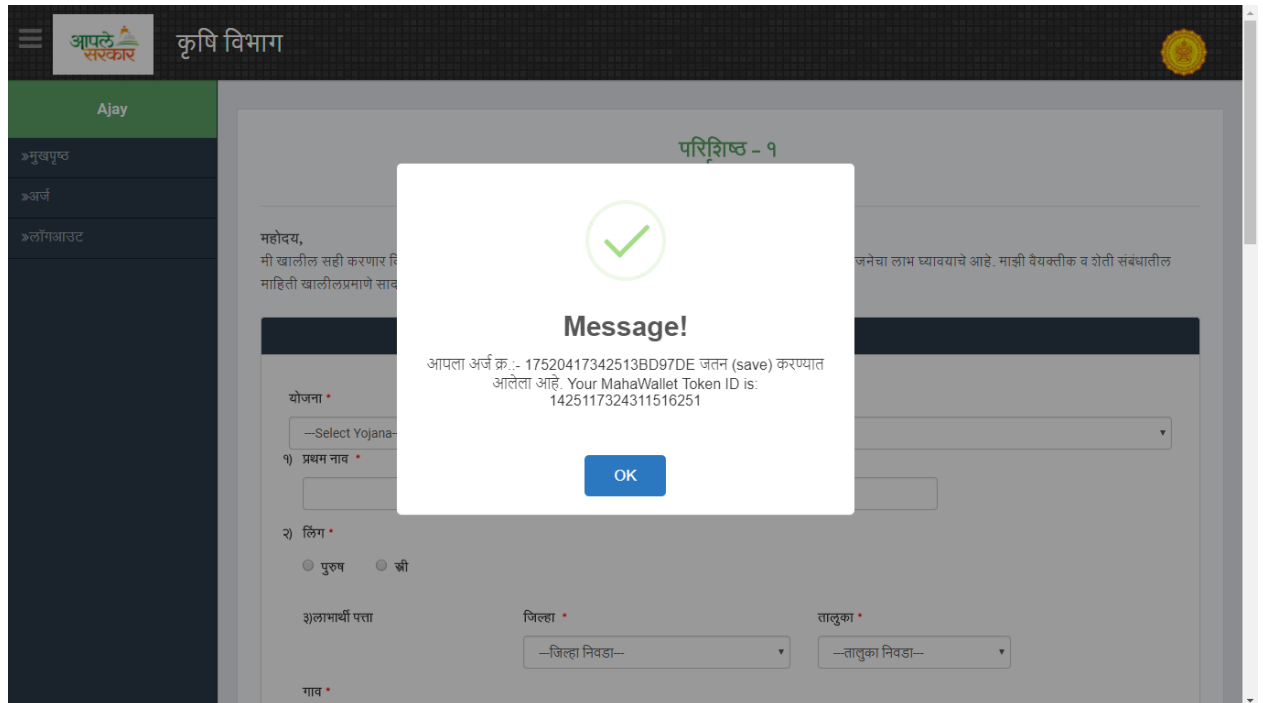 आपले
सरकार
कृषि विभाग
Ajay
»मुखपृष्ठ
»अर्ज
»लॉगआउट
परिशिष्ठ – १
महोदय,
मी खालील सही करणार
जनेचा लाभ घ्यावयाचे आहे. माझी वैयक्तीक व शेती संबंधातील
माहिती खालीलप्रमाणे
Message!
आपला अर्ज क्र.:- 17520417342513BD97DE जतन (save) करण्यात
आलेला आहे. Your MahaWallet Token ID is:
1425117324311516251
OK
योजना *
---Select Yojana-
१) प्रथम नाव *
२) लिंग *
पुरुष स्त्री
३)लाभार्थी पत्ता जिल्हा * तालुका *
---जिल्हा निवडा--- ---तालुका निवडा---
गाव *